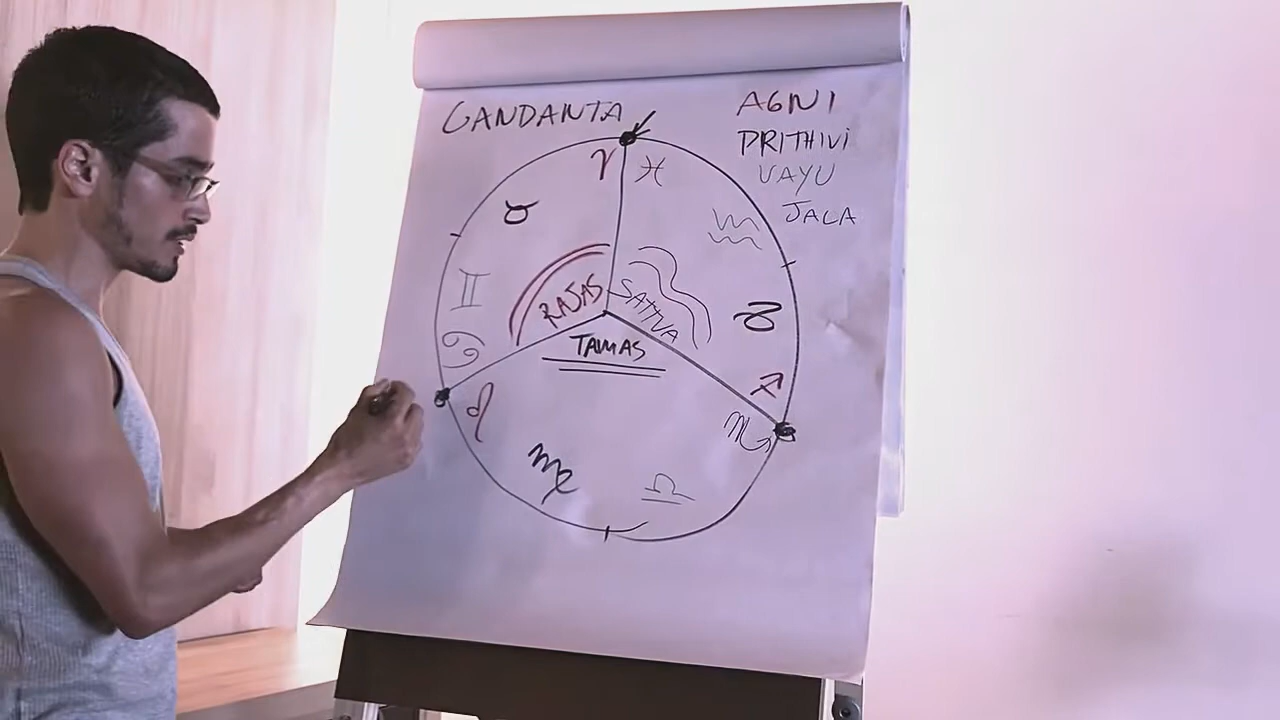 GANDANTA
AGNI
PRITHIVI
VAYU
JALA
♈ ♓
♉ ♒
♊ RAJAS SATTVA ♑
♋ TAMAS ♐
♌ ♏
♍ ♎